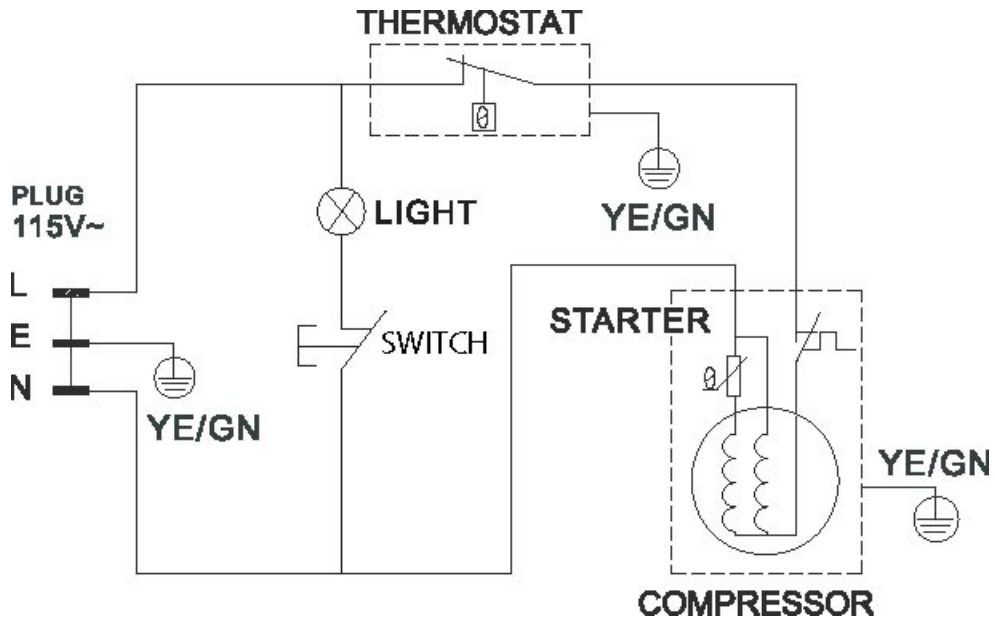 THERMOSTAT
θ
YE/GN
PLUG
115V~
LIGHT
L
E
N
YE/GN
SWITCH
STARTER
θ
YE/GN
COMPRESSOR